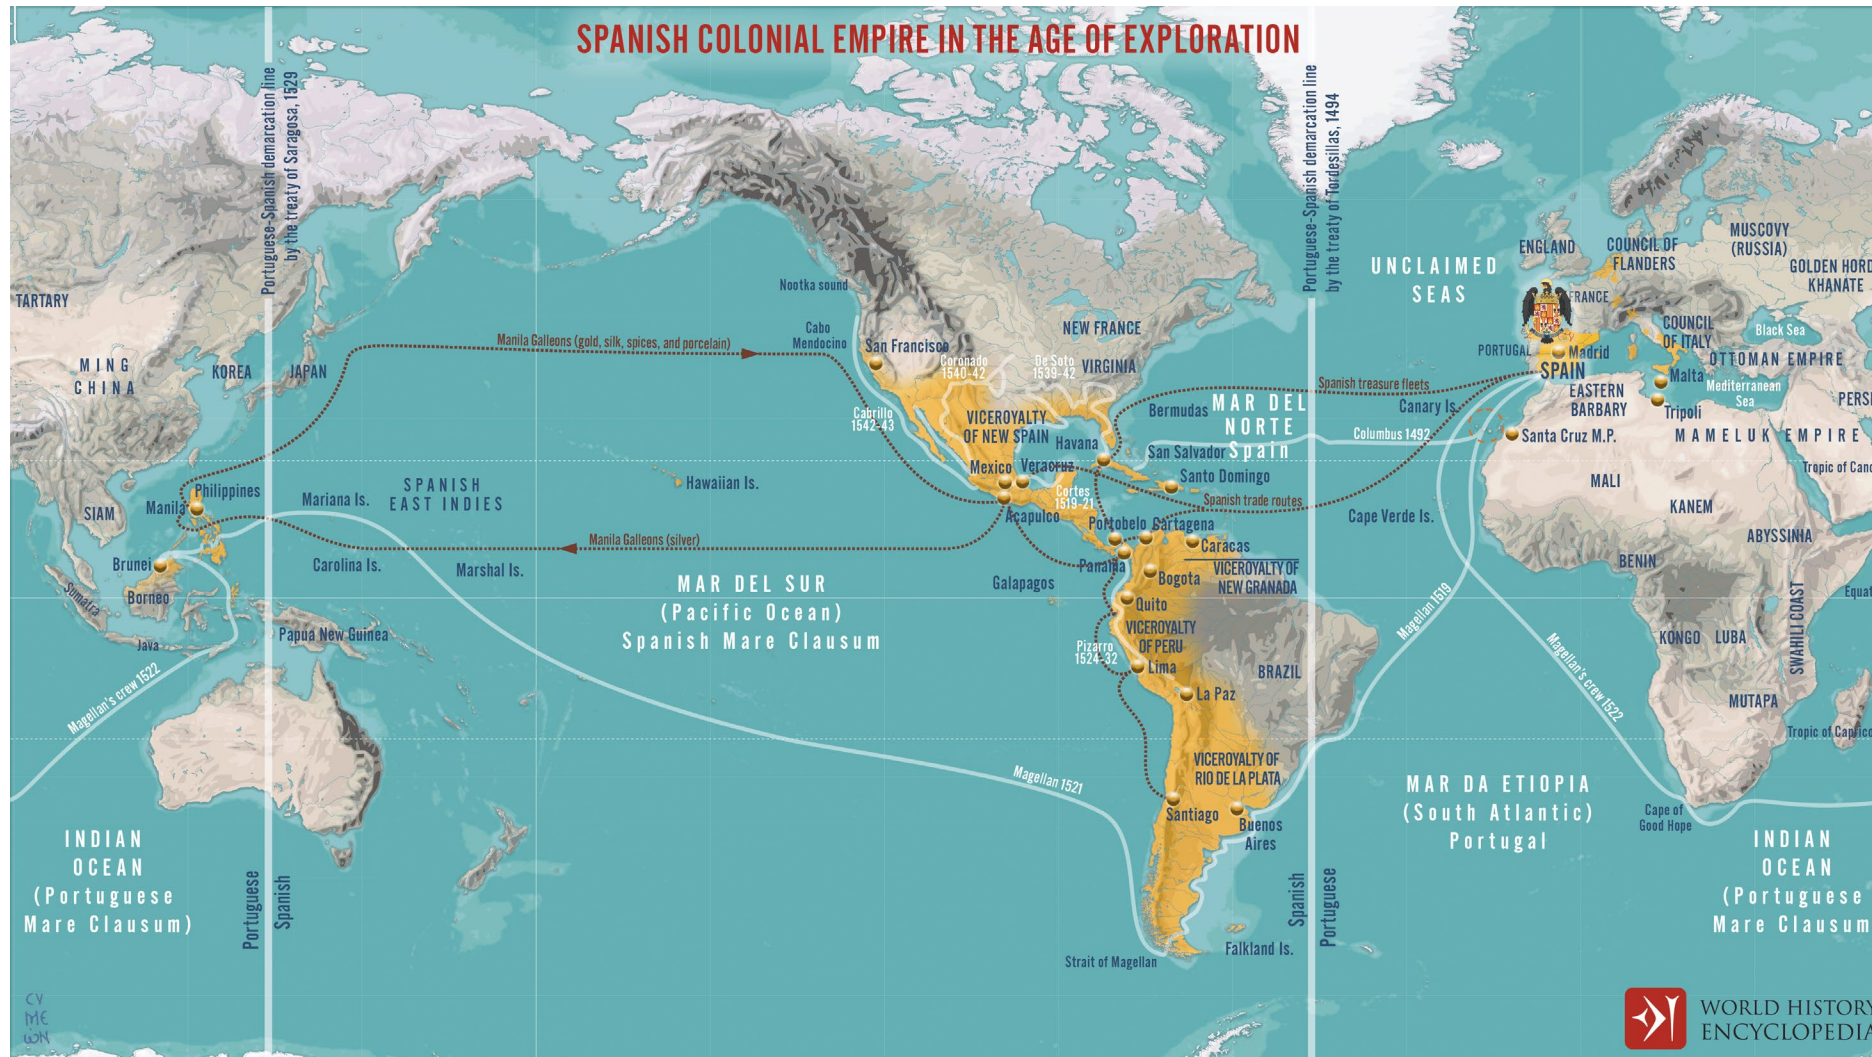 SPANISH COLONIAL EMPIRE IN THE AGE OF EXPLORATION
Portuguese-Spanish demarcation line
by the treaty of Saragosa, 1529
Portuguese-Spanish demarcation line
by the treaty of Tordesillas, 1494
UNCLAIMED
SEAS
ENGLAND
COUNCIL OF
FLANDERS
MUSCOVY
(RUSSIA)
GOLDEN HORD
KHANATE
FRANCE
TARTARY
Nootka sound
Cabo
Mendocino
San Francisco
NEW FRANCE
VIRGINIA
Coronado
1540-42
De Soto
1539-42
COUNCIL
OF ITALY
Black Sea
OTTOMAN EMPIRE
PORTUGAL
Madrid
SPAIN
Malta
Mediterranean
Sea
EASTERN
BARBARY
Tripoli
PERS
MING
CHINA
KOREA
JAPAN
Manila Galleons (gold, silk, spices, and porcelain)
Spanish treasure fleets
Canary Is.
Bermudas
MAR DEL
NORTE
Spain
Columbus 1492
Santa Cruz M.P.
MAMELUK EMPIRE
Cabrillo
1542-43
VICEROYALTY
OF NEW SPAIN
Havana
San Salvador
Mexico
Veracruz
Santo Domingo
Tropic of Canc
Cortes
1519-21
Spanish trade routes
MALI
KANEM
Hawaiian Is.
SPANISH
EAST INDIES
Mariana Is.
Philippines
Manila
SIAM
Acapulco
Portobelo
Cartagena
Cape Verde Is.
ABYSSINIA
Manila Galleons (silver)
Caracas
Panama
VICEROYALTY OF
NEW GRANADA
BENIN
Brunei
Carolina Is.
Marshal Is.
Bogota
Galapagos
Borneo
Sumatra
MAR DEL SUR
(Pacific Ocean)
Spanish Mare Clausum
Quito
Equat
VICEROYALTY
OF PERU
Magellan 1519
SWAHILI COAST
Java
Papua New Guinea
Pizarro
1524-32
Lima
KONGO
LUBA
BRAZIL
La Paz
Magellan's crew 1522
Magellan's crew 1522
MUTAPA
Tropic of Caprico
VICEROYALTY OF
RIO DE LA PLATA
Magellan 1521
MAR DA ETIOPIA
(South Atlantic)
Portugal
Santiago
Buenos
Aires
Cape of
Good Hope
INDIAN
OCEAN
(Portuguese
Mare Clausum)
INDIAN
OCEAN
(Portuguese
Mare Clausum
Portuguese
Spanish
Spanish
Portuguese
Falkland Is.
Strait of Magellan
CV
ME
WN
WORLD HISTORY
ENCYCLOPEDIA